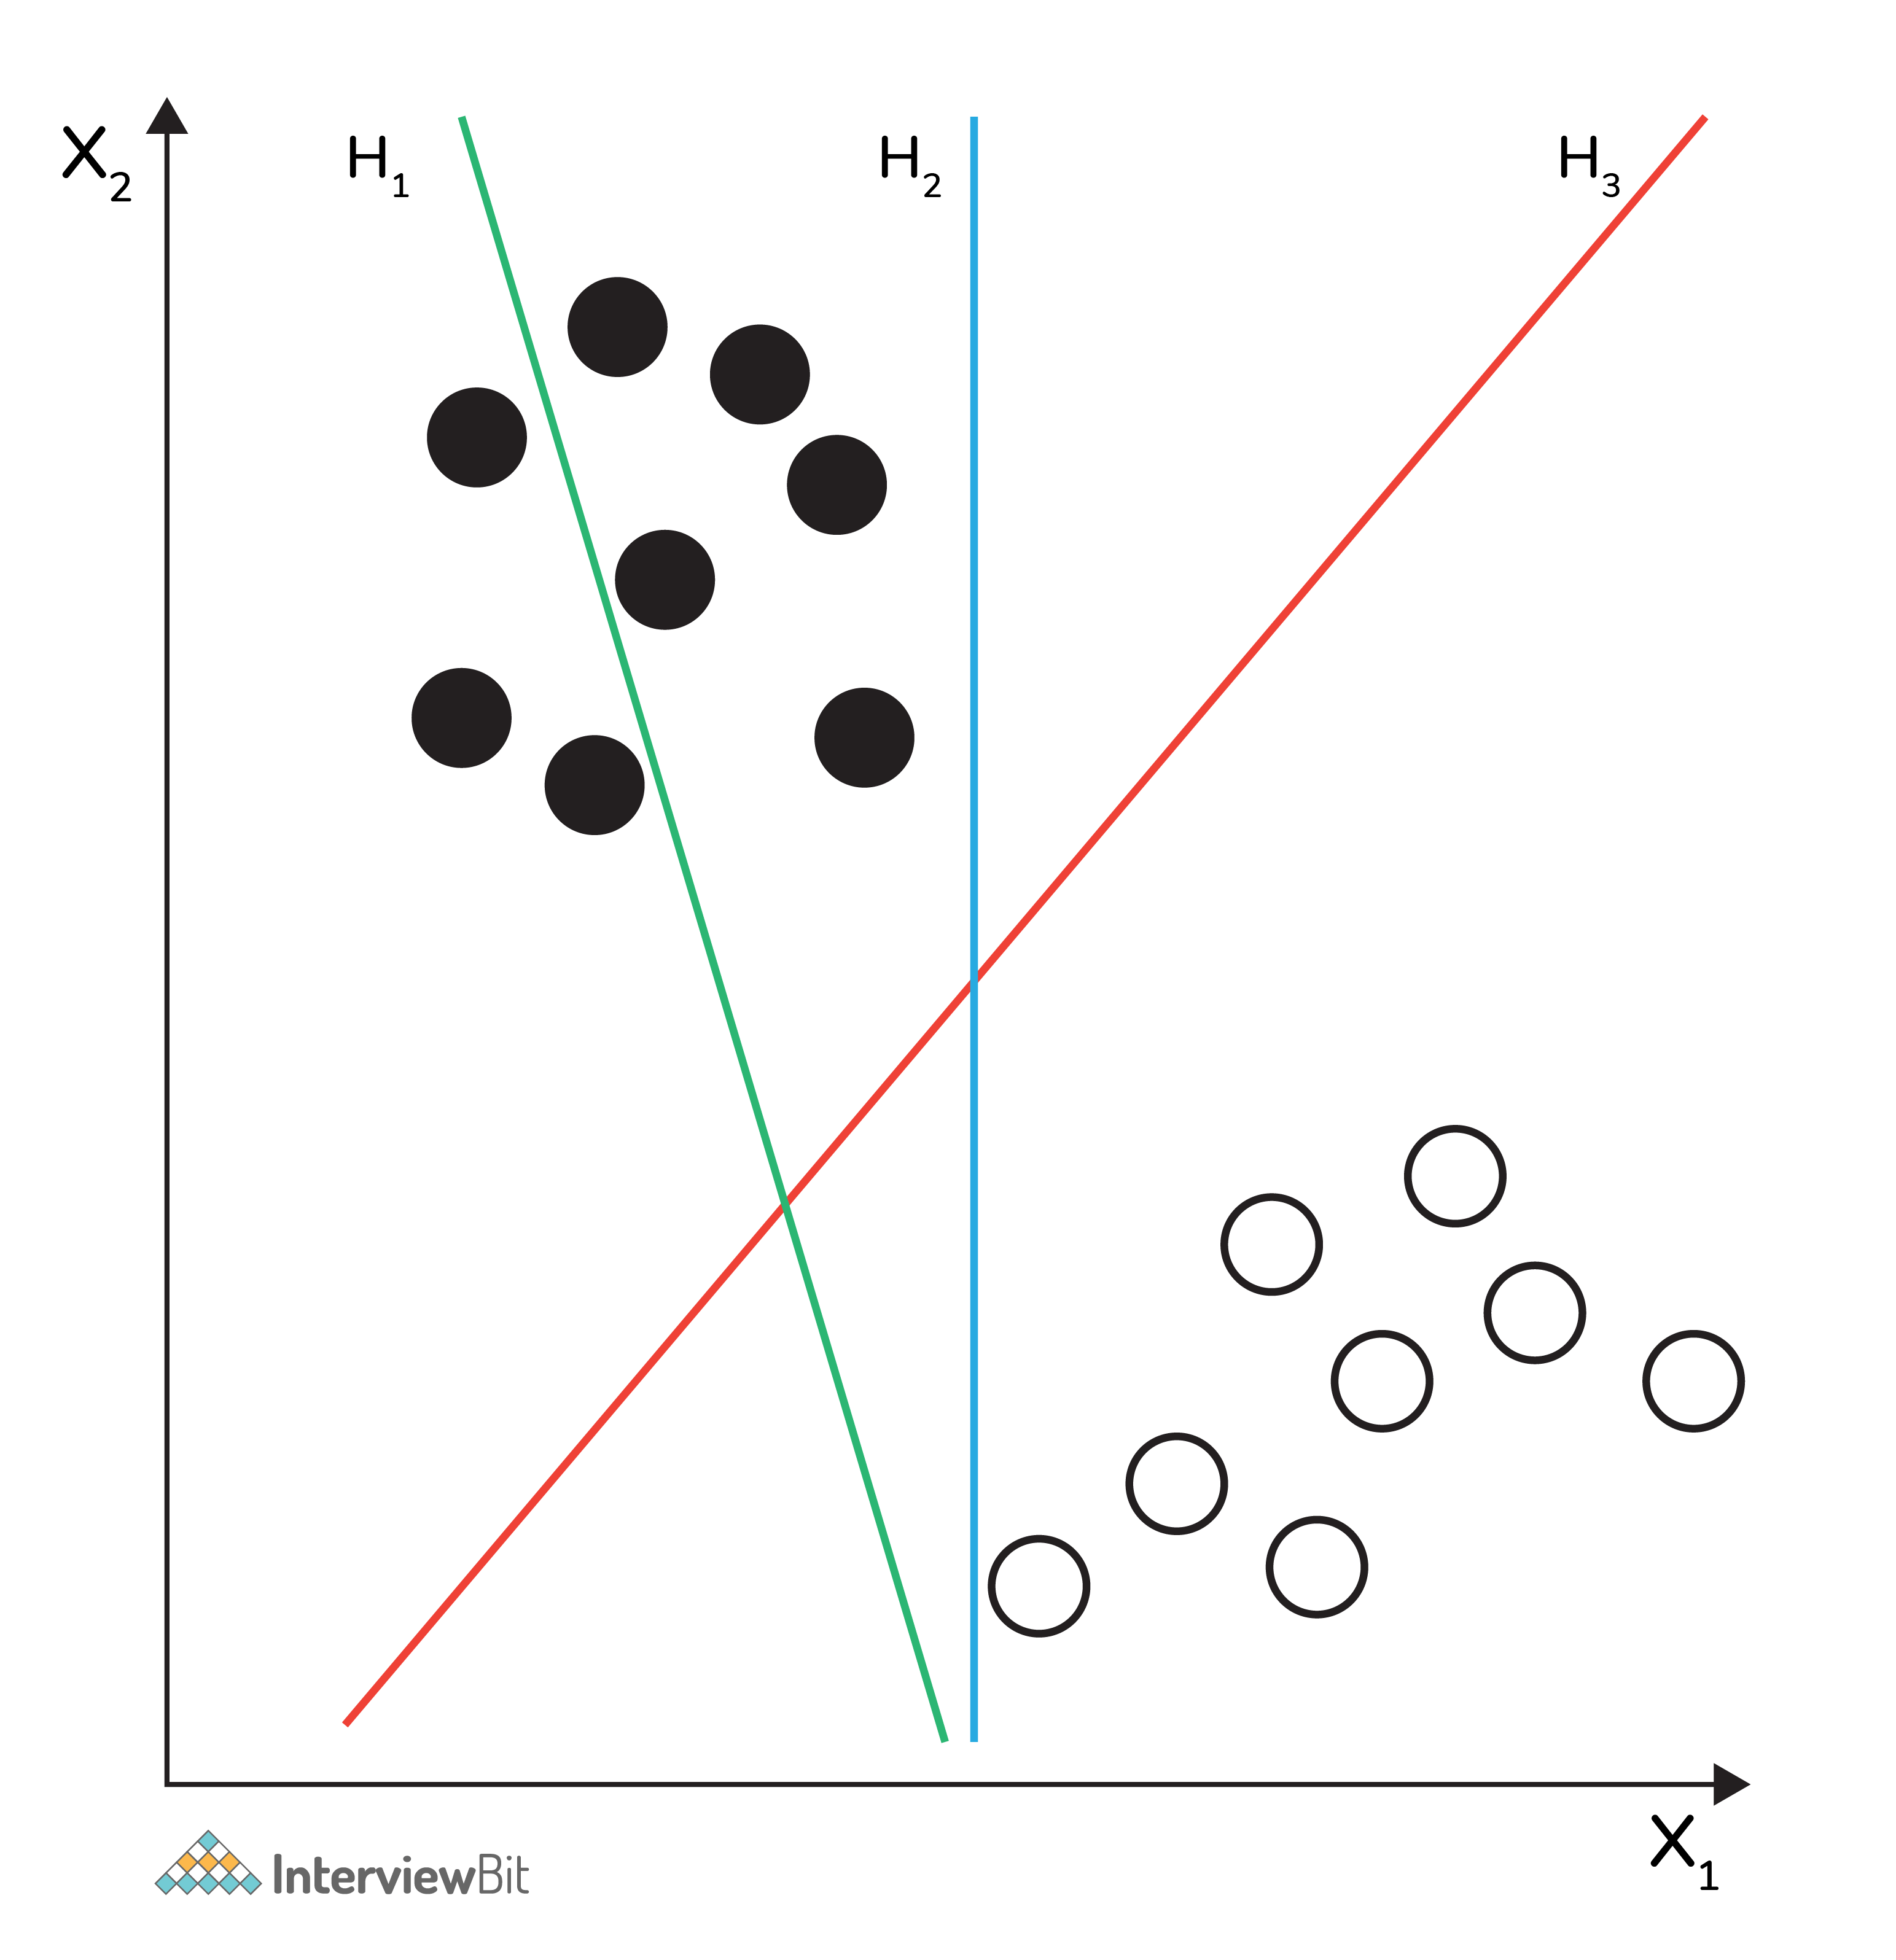 X2
H1
H2
H3
X1
InterviewBit